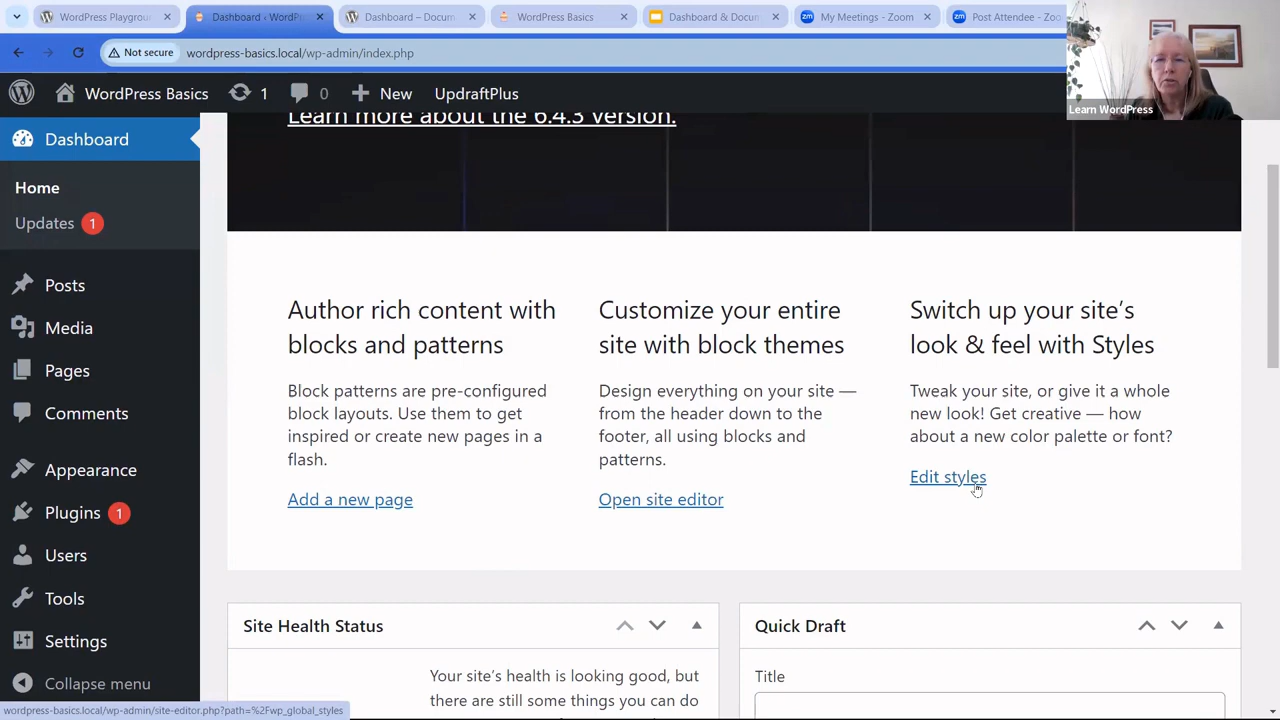 WordPress Playgroun
Dashboard ‹ WordPr
Dashboard – Docum
WordPress Basics
Dashboard & Docum
My Meetings - Zoom
Post Attendee - Zoo
Not secure
wordpress-basics.local/wp-admin/index.php
Learn WordPress
WordPress Basics
1
0
New
UpdraftPlus
Learn more about the 6.4.3 version.
Dashboard
Home
Updates 1
Posts
Media
Pages
Comments
Appearance
Plugins 1
Users
Tools
Settings
Collapse menu
Author rich content with
blocks and patterns
Block patterns are pre-configured
block layouts. Use them to get
inspired or create new pages in a
flash.
Add a new page
Customize your entire
site with block themes
Design everything on your site —
from the header down to the
footer, all using blocks and
patterns.
Open site editor
Switch up your site’s
look & feel with Styles
Tweak your site, or give it a whole
new look! Get creative — how
about a new color palette or font?
Edit styles
Site Health Status
Your site’s health is looking good, but
there are still some things you can do
Quick Draft
Title
wordpress-basics.local/wp-admin/site-editor.php?path=%2Fwp_global_styles